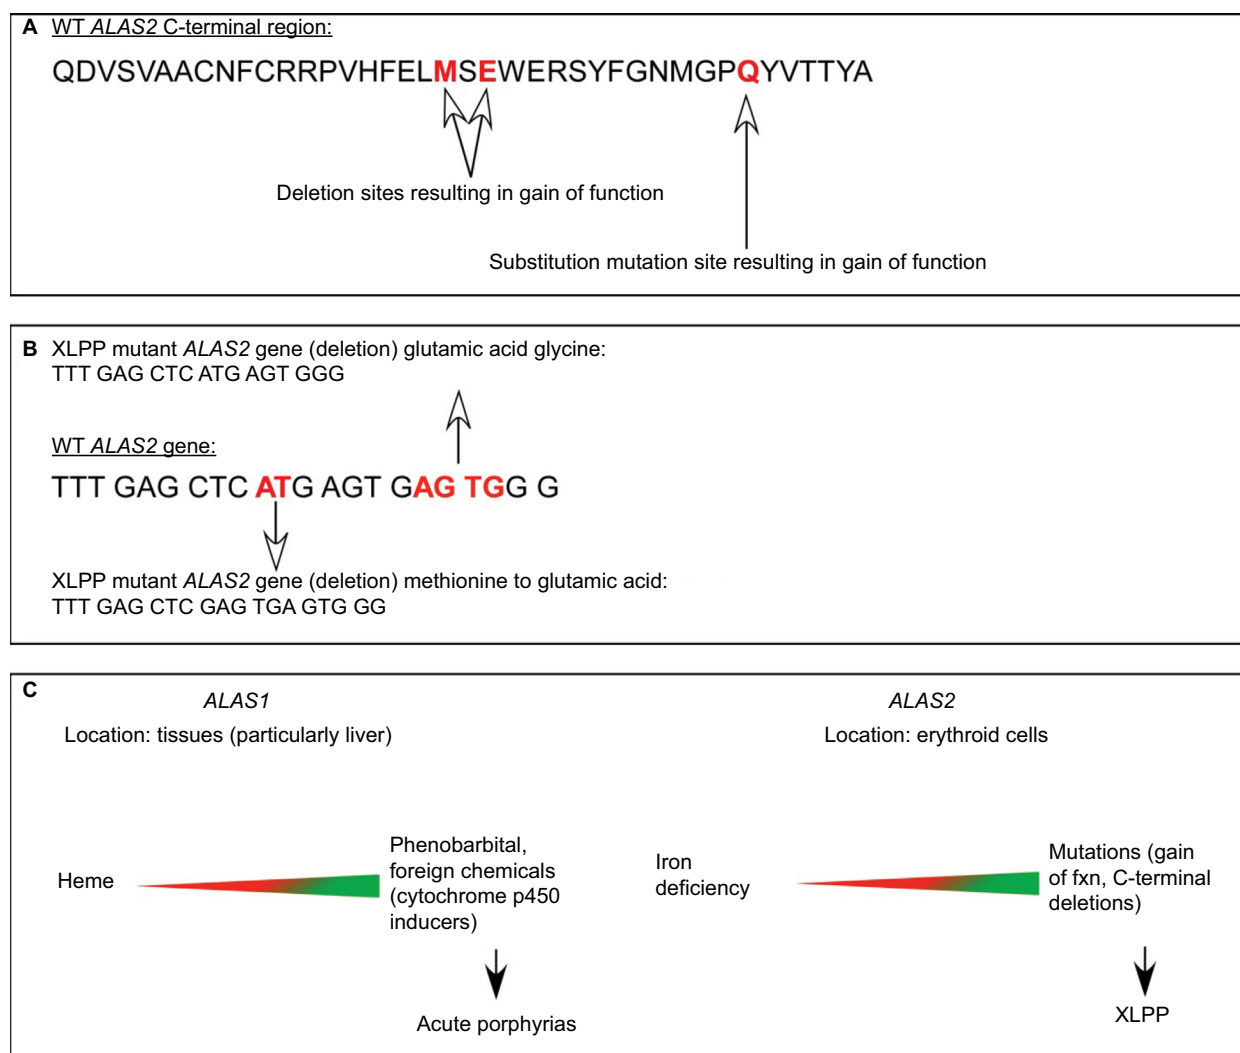 A WT ALAS2 C-terminal region:
QDVSVAACNFCRRPVHFELMSEWERSYFGNMGPQYVTTYA
Deletion sites resulting in gain of function
Substitution mutation site resulting in gain of function
B XLPP mutant ALAS2 gene (deletion) glutamic acid glycine:
TTT GAG CTC ATG AGT GGG
WT ALAS2 gene:
TTT GAG CTC ATG AGT GAG TGG G
XLPP mutant ALAS2 gene (deletion) methionine to glutamic acid:
TTT GAG CTC GAG TGA GTG GG
C
ALAS1
Location: tissues (particularly liver)
Heme
Phenobarbital,
foreign chemicals
(cytochrome p450
inducers)
Acute porphyrias
ALAS2
Location: erythroid cells
Iron
deficiency
Mutations (gain
of fxn, C-terminal
deletions)
XLPP